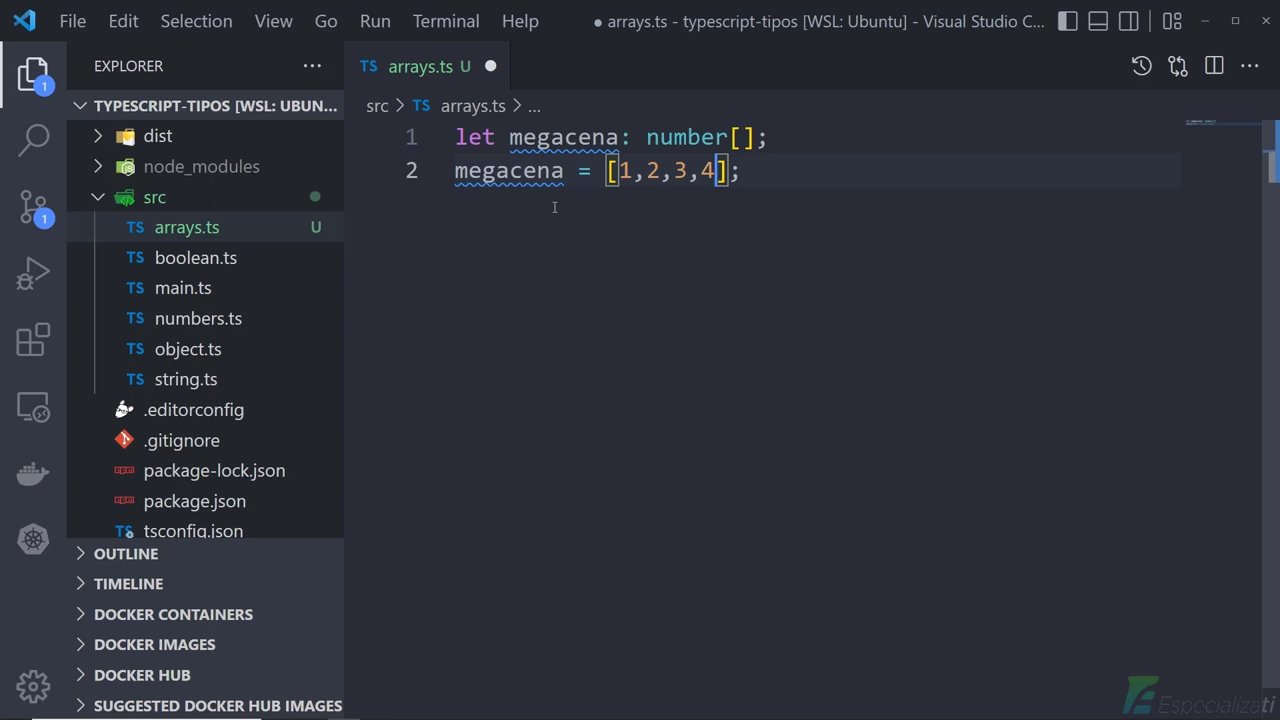 File Edit Selection View Go Run Terminal Help ● arrays.ts - typescript-tipos [WSL: Ubuntu] - Visual Studio C...
EXPLORER ...
TYPESCRIPT-TIPOS [WSL: UBUN...
dist
node_modules
src
TS arrays.ts U
TS boolean.ts
TS main.ts
TS numbers.ts
TS object.ts
TS string.ts
.editorconfig
.gitignore
package-lock.json
package.json
TS tsconfig.json
OUTLINE
TIMELINE
DOCKER CONTAINERS
DOCKER IMAGES
DOCKER HUB
SUGGESTED DOCKER HUB IMAGES
1
1
TS arrays.ts U ●
src > TS arrays.ts > ...
1 let megacena: number[];
2 megacena = [1,2,3,4];
EspecializaTi